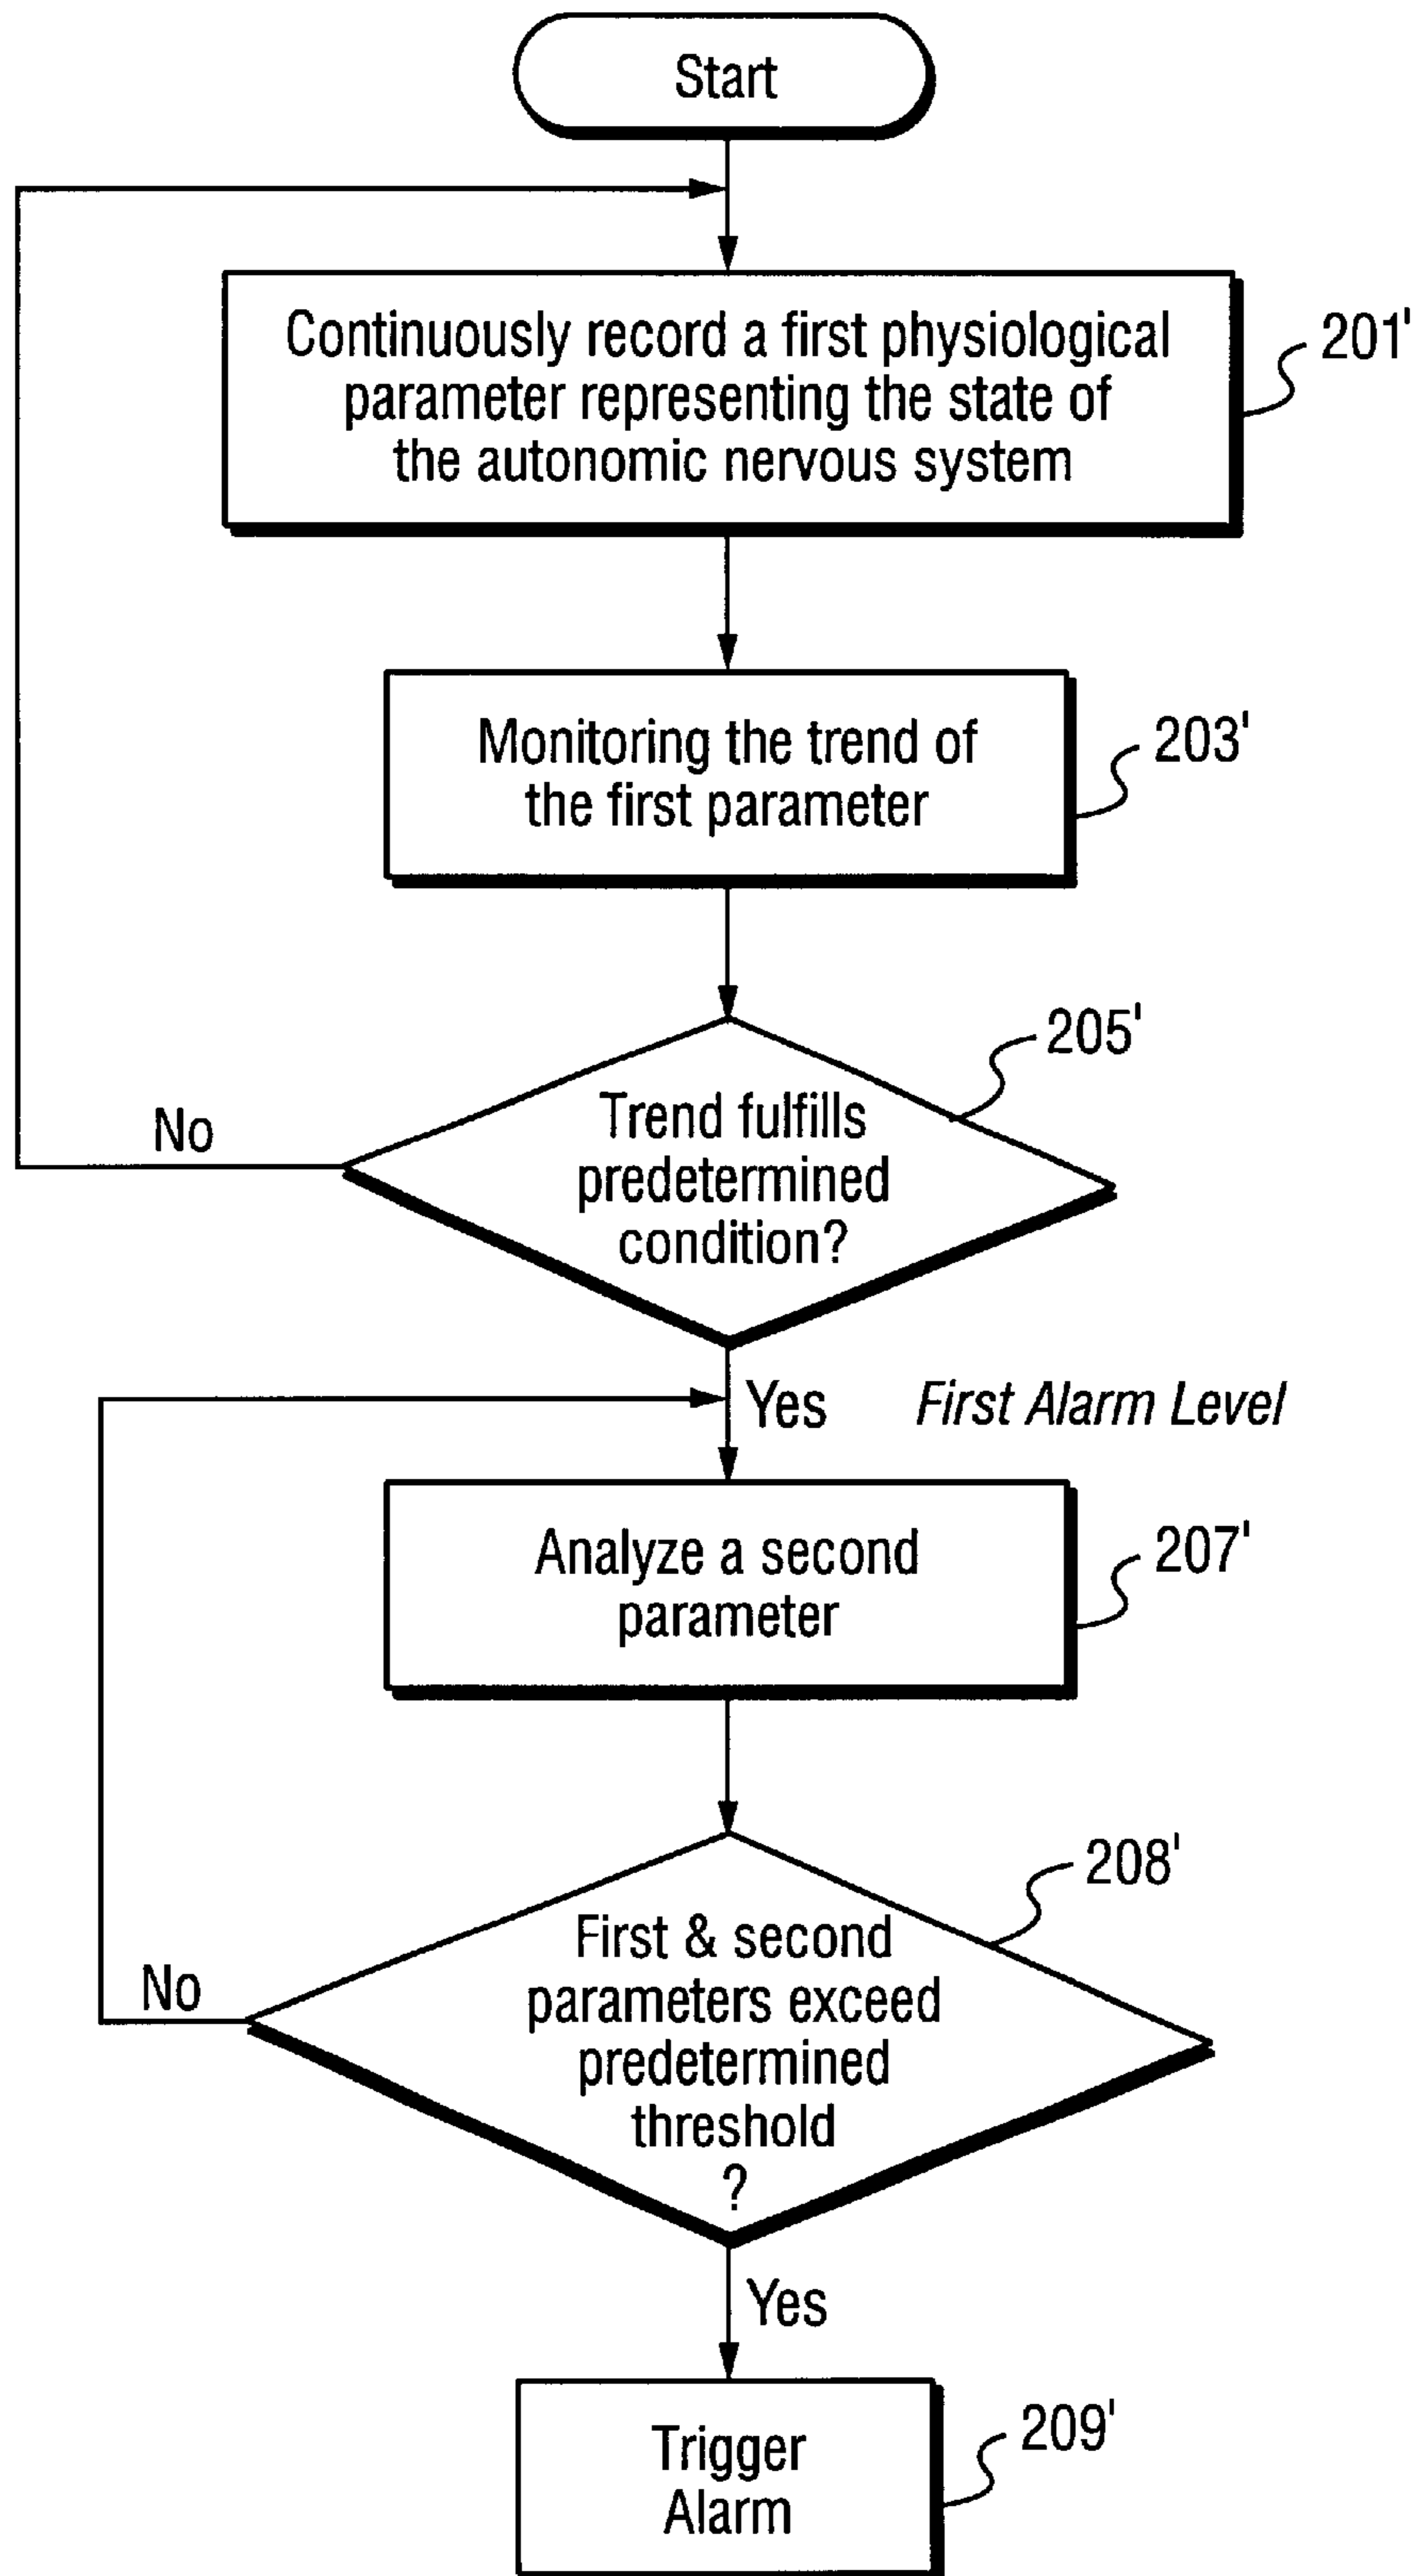 Start
Continuously record a first physiological
parameter representing the state of
the autonomic nervous system
201'
Monitoring the trend of
the first parameter
203'
205'
Trend fulfills
predetermined
condition?
No
Yes
First Alarm Level
Analyze a second
parameter
207'
208'
First & second
parameters exceed
predetermined
threshold
?
No
Yes
Trigger
Alarm
209'